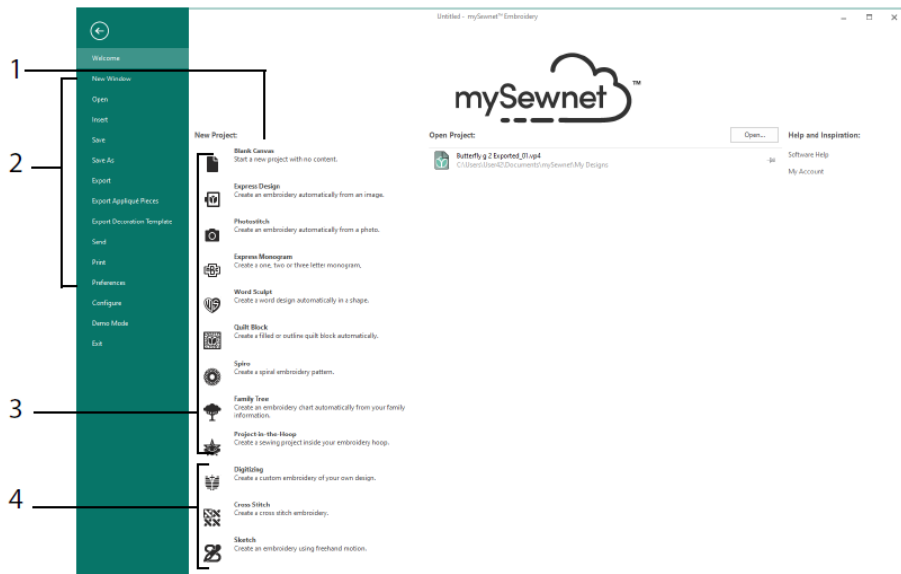 Untitled - mySewnet™ Embroidery
mySewnet™
1
2
3
4
Welcome
New Window
Open
Insert
Save
Save As
Export
Export Appliqué Pieces
Export Decoration Template
Send
Print
Preferences
Configure
Demo Mode
Exit
New Project:
Blank Canvas
Start a new project with no content.
Express Design
Create an embroidery automatically from an image.
Photostitch
Create an embroidery automatically from a photo.
Express Monogram
Create a one, two or three letter monogram,
Word Sculpt
Create a word design automatically in a shape.
Quilt Block
Create a filled or outline quilt block automatically.
Spiro
Create a spiral embroidery pattern.
Family Tree
Create an embroidery chart automatically from your family
information.
Project-in-the-Hoop
Create a sewing project inside your embroidery hoop.
Digitizing
Create a custom embroidery of your own design.
Cross Stitch
Create a cross stitch embroidery.
Sketch
Create an embroidery using freehand motion.
Open Project:
Open...
Butterfly g 2 Exported_01.vp4
C:\Users\User42\Documents\mySewnet\My Designs
Help and Inspiration:
Software Help
My Account